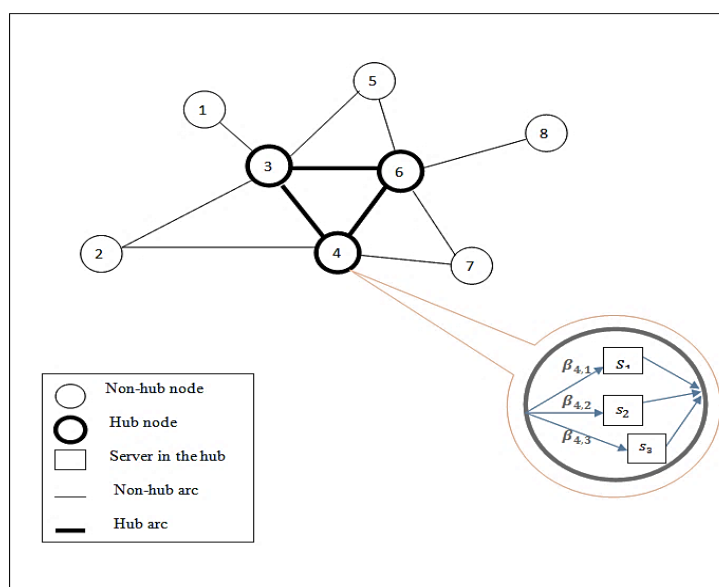 5
1
8
3
6
2
4
7
β4,1
S1
β4,2
S2
β4,3
S3
Non-hub node
Hub node
Server in the hub
Non-hub arc
Hub arc